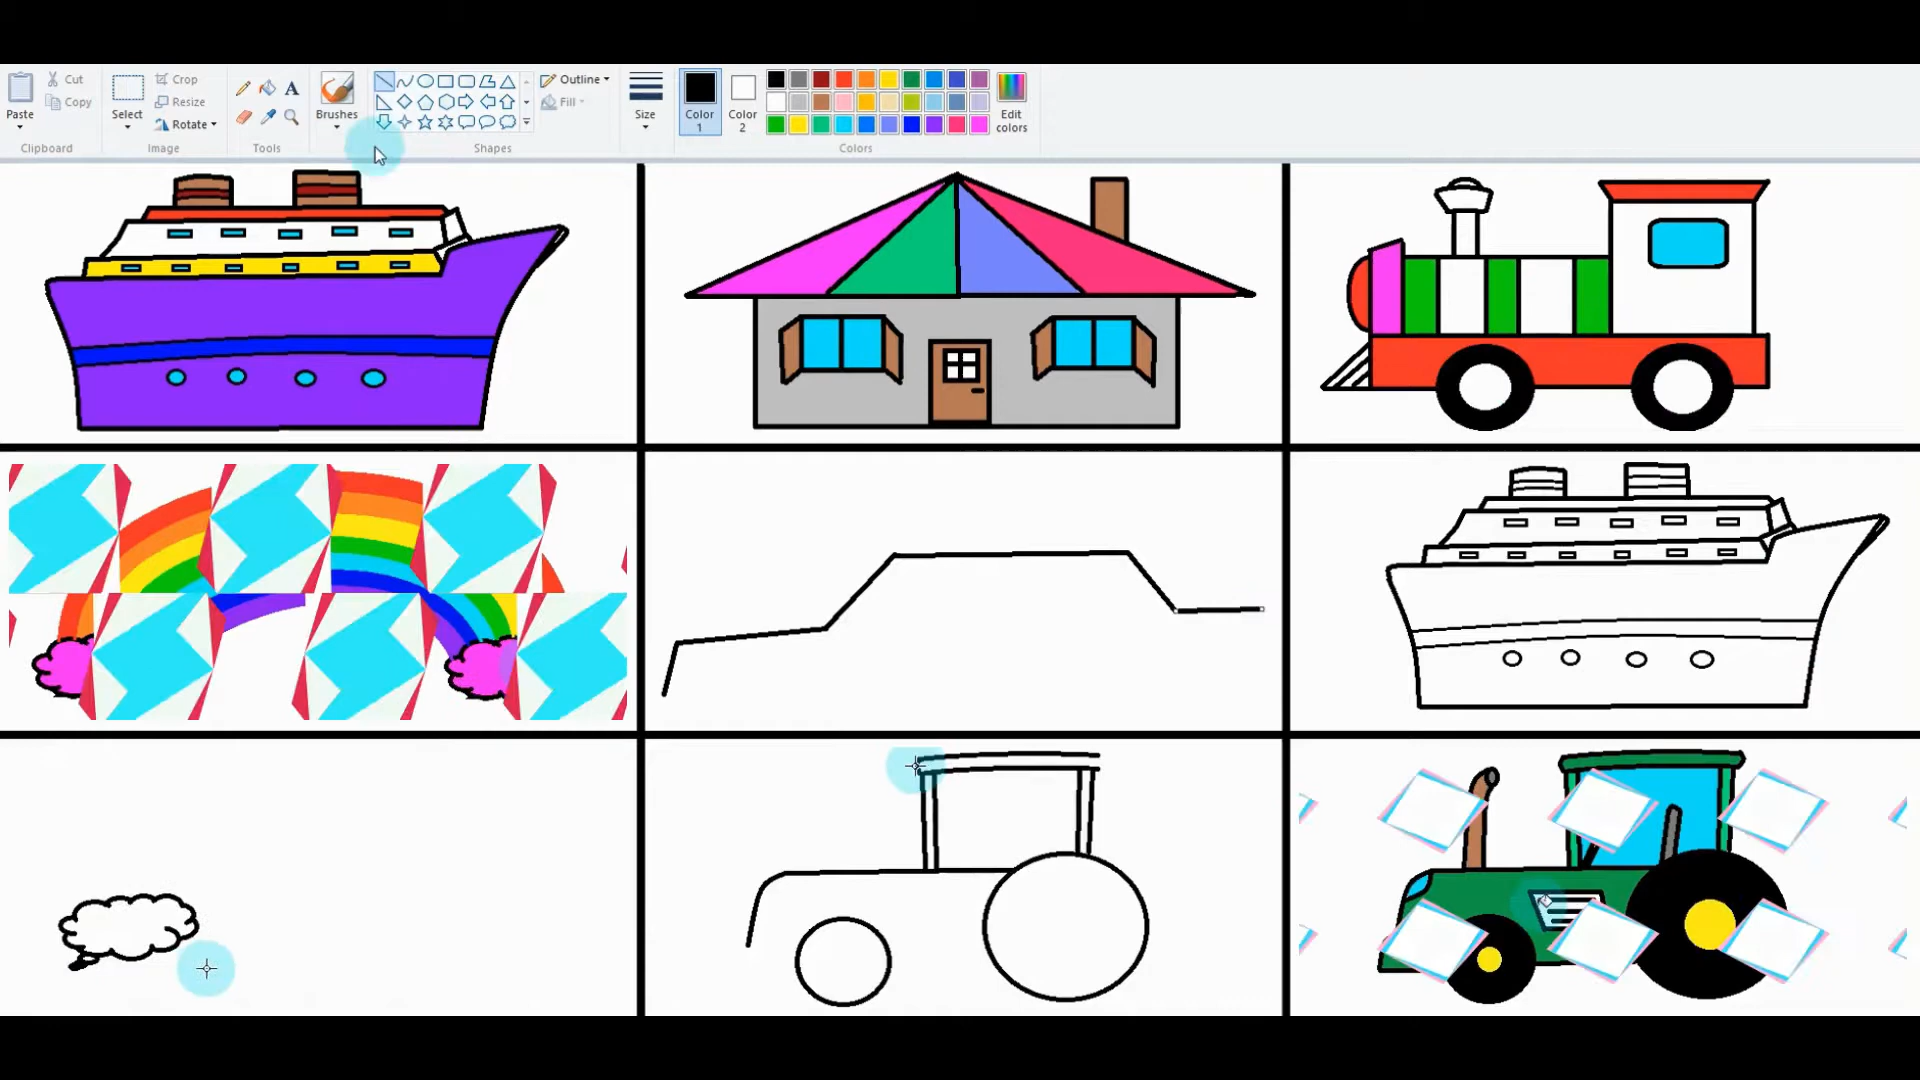 Paste
Cut
Copy
Clipboard
Select
Crop
Resize
Rotate
Image
A
Tools
Brushes
Outline
Fill
Shapes
Size
Color
1
Color
2
Edit
colors
Colors